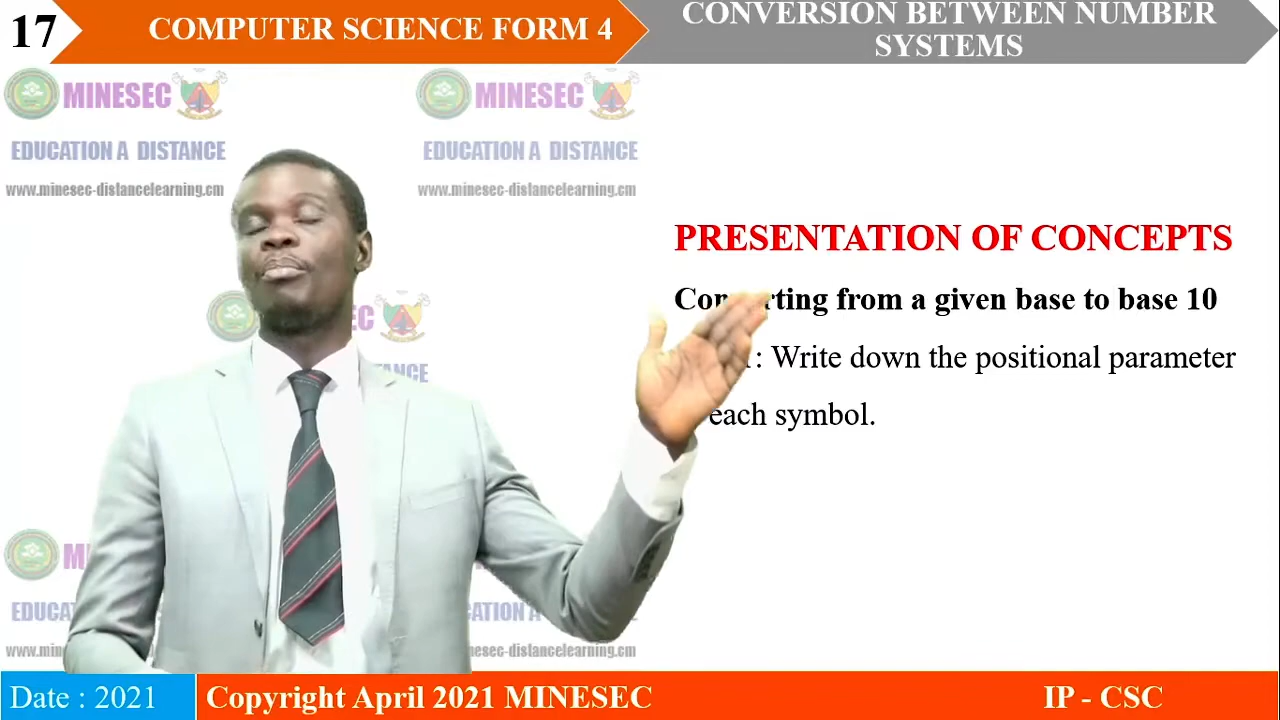 17
COMPUTER SCIENCE FORM 4
CONVERSION BETWEEN NUMBER
SYSTEMS
MINESEC
MINESEC
EDUCATION A DISTANCE
EDUCATION A DISTANCE
www.minesec-distancelearning.cm
www.minesec-distancelearning.cm
PRESENTATION OF CONCEPTS
from a given base to base 10
: Write down the positional parameter
each symbol.
Date : 2021
Copyright April 2021 MINESEC
IP - CSC